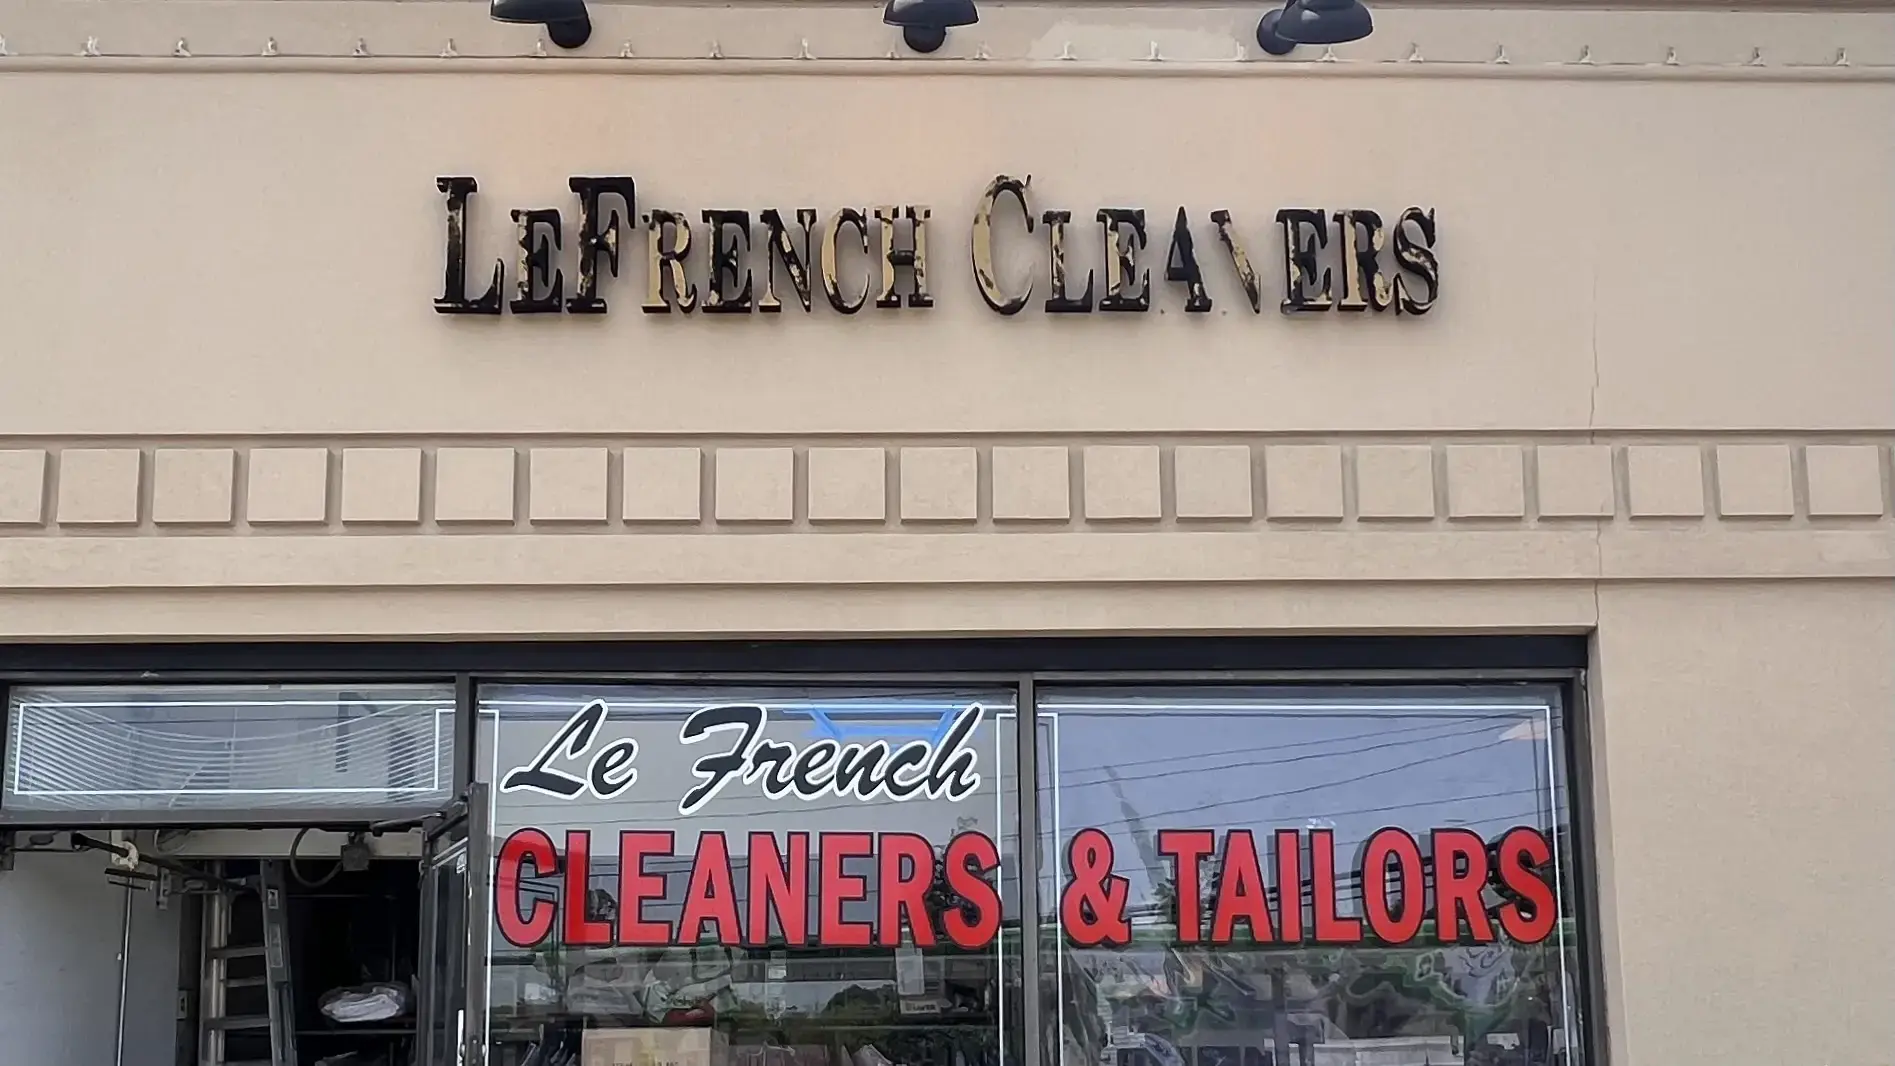 LEFRENCH CLEANERS
Le French
CLEANERS & TAILORS